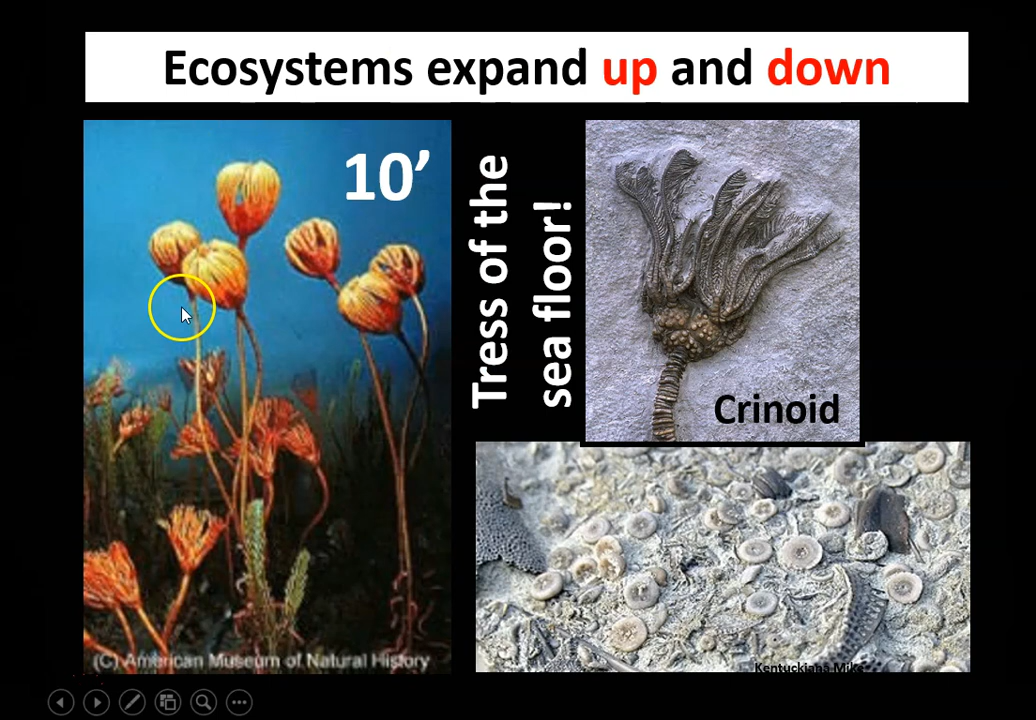 Ecosystems expand up and down
10’
Tress of the
sea floor!
Crinoid
(C) American Museum of Natural History
Kentuckiana Mike